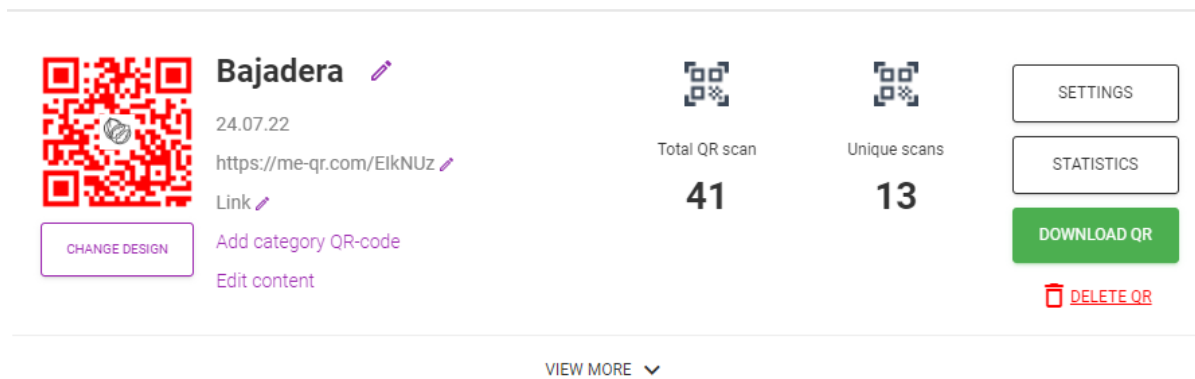 Bajadera
24.07.22
https://me-qr.com/EIkNUz
Link
CHANGE DESIGN
Add category QR-code
Edit content
Total QR scan
41
Unique scans
13
SETTINGS
STATISTICS
DOWNLOAD QR
DELETE QR
VIEW MORE